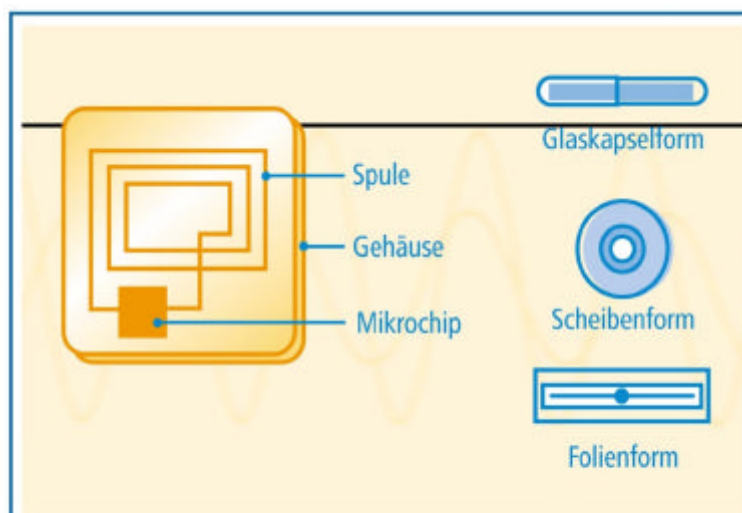 Spule
Gehäuse
Mikrochip
Glaskapselform
Scheibenform
Folienform